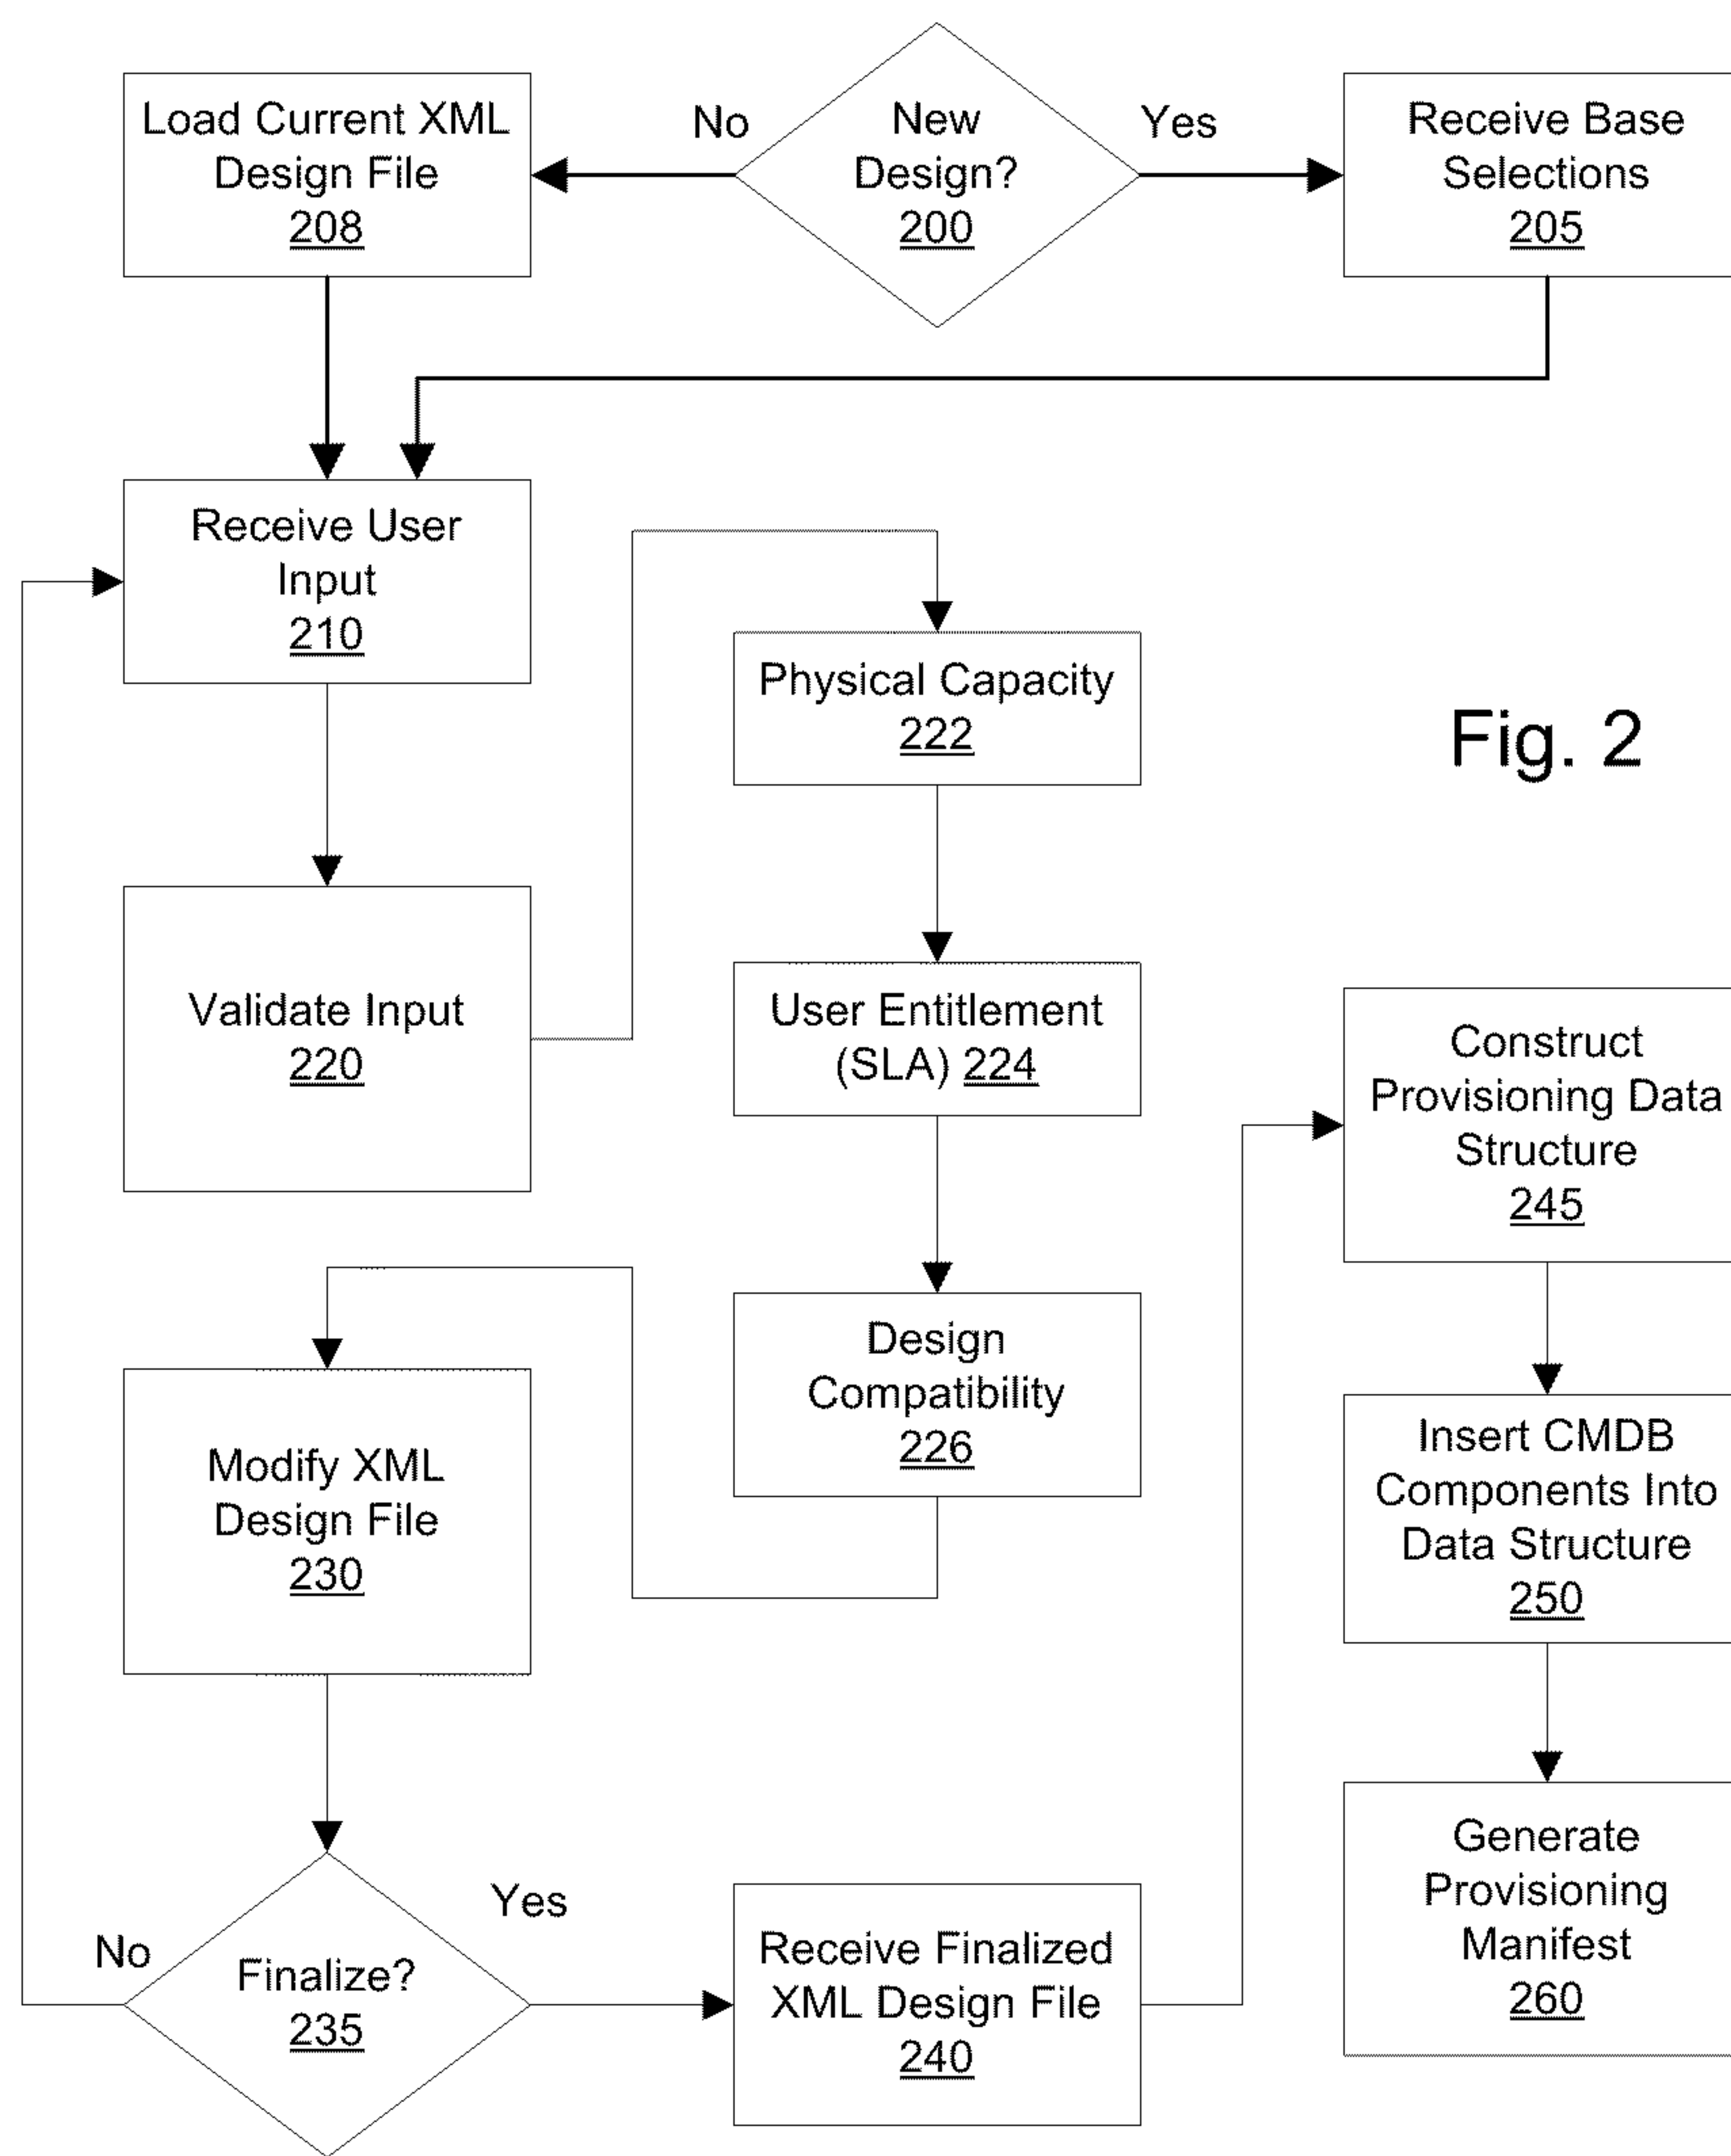 Load Current XML
Design File
208
No
New
Design?
200
Yes
Receive Base
Selections
205
Receive User
Input
210
Physical Capacity
222
Fig. 2
Validate Input
220
User Entitlement
(SLA) 224
Construct
Provisioning Data
Structure
245
Design
Compatibility
226
Modify XML
Design File
230
Insert CMDB
Components Into
Data Structure
250
No
Finalize?
235
Yes
Receive Finalized
XML Design File
240
Generate
Provisioning
Manifest
260